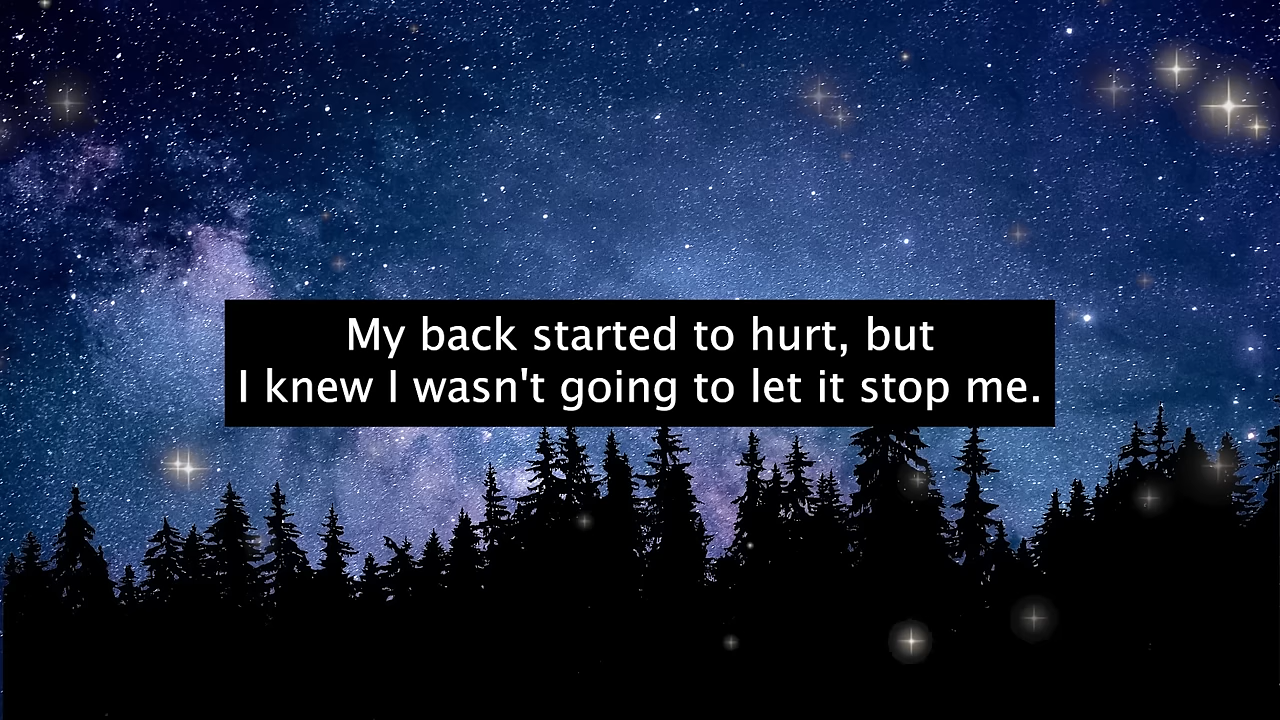 My back started to hurt, but
I knew I wasn't going to let it stop me.